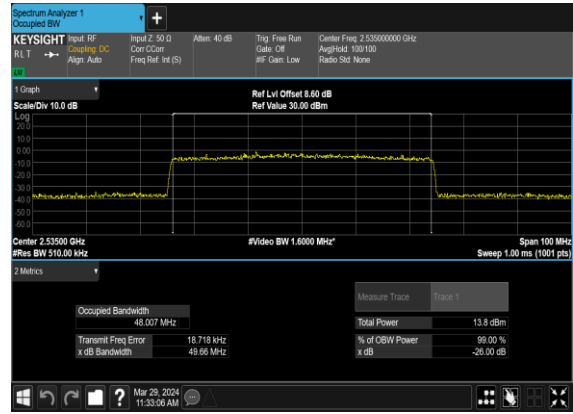 Spectrum Analyzer 1
Occupied BW
+
KEYSIGHT Input: RF Input Z: 50 Ω Atten: 40 dB Trig: Free Run Center Freq: 2.535000000 GHz
RLT Coupling: DC Corr CCorr Gate: Off Avg|Hold: 100/100
Align: Auto Freq Ref: Int (S) #IF Gain: Low Radio Std: None
LW
1 Graph
Ref Lvl Offset 8.60 dB
Scale/Div 10.0 dB Ref Value 30.00 dBm
Log
20.0
10.0
0.00
-10.0
-20.0
-30.0
-40.0
-50.0
-60.0
Center 2.53500 GHz #Video BW 1.6000 MHz* Span 100 MHz
#Res BW 510.00 kHz Sweep 1.00 ms (1001 pts)
2 Metrics
Measure Trace Trace 1
Occupied Bandwidth
48.007 MHz Total Power 13.8 dBm
Transmit Freq Error 18.718 kHz % of OBW Power 99.00 %
x dB Bandwidth 49.66 MHz x dB -26.00 dB
?
Mar 29, 2024
11:33:06 AM